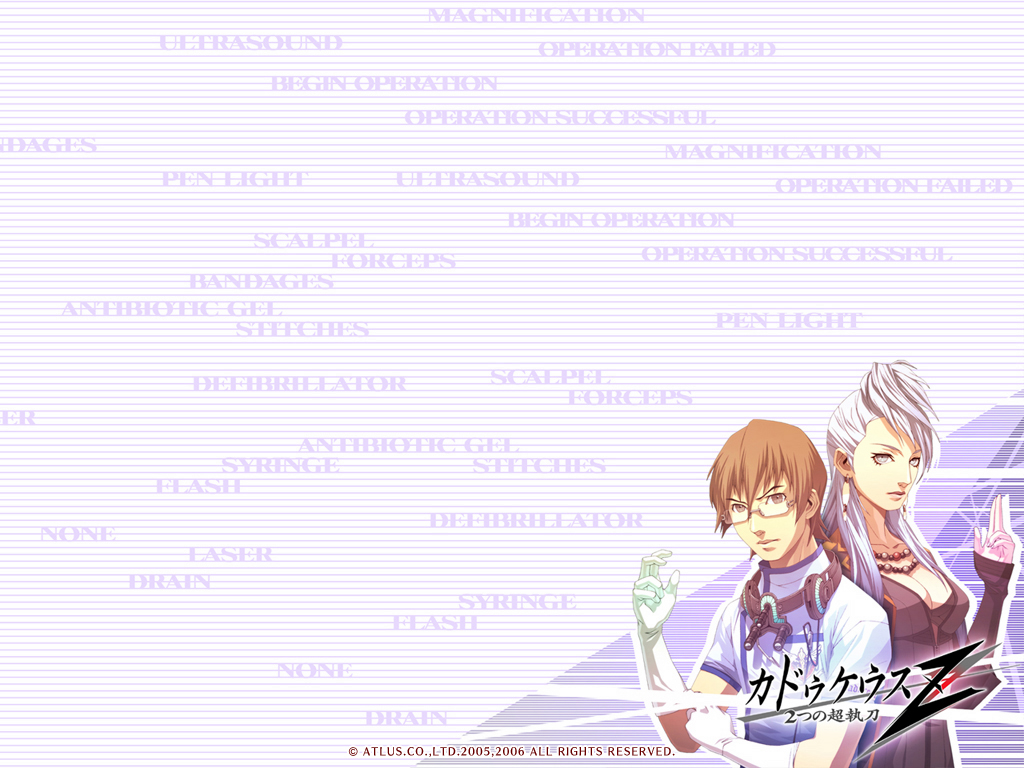 MAGNIFICATION
ULTRASOUND
OPERATION FAILED
BEGIN OPERATION
OPERATION SUCCESSFUL
NDAGES
MAGNIFICATION
PEN LIGHT
ULTRASOUND
OPERATION FAILED
BEGIN OPERATION
SCALPEL
OPERATION SUCCESSFUL
FORCEPS
BANDAGES
ANTIBIOTIC GEL
PEN LIGHT
STITCHES
SCALPEL
DEFIBRILLATOR
FORCEPS
ER
ANTIBIOTIC GEL
SYRINGE
STITCHES
FLASH
DEFIBRILLATOR
NONE
LASER
DRAIN
SYRINGE
FLASH
NONE
カドゥケウスZ
2つの超執刀
DRAIN
© ATLUS.CO.,LTD.2005,2006 ALL RIGHTS RESERVED.